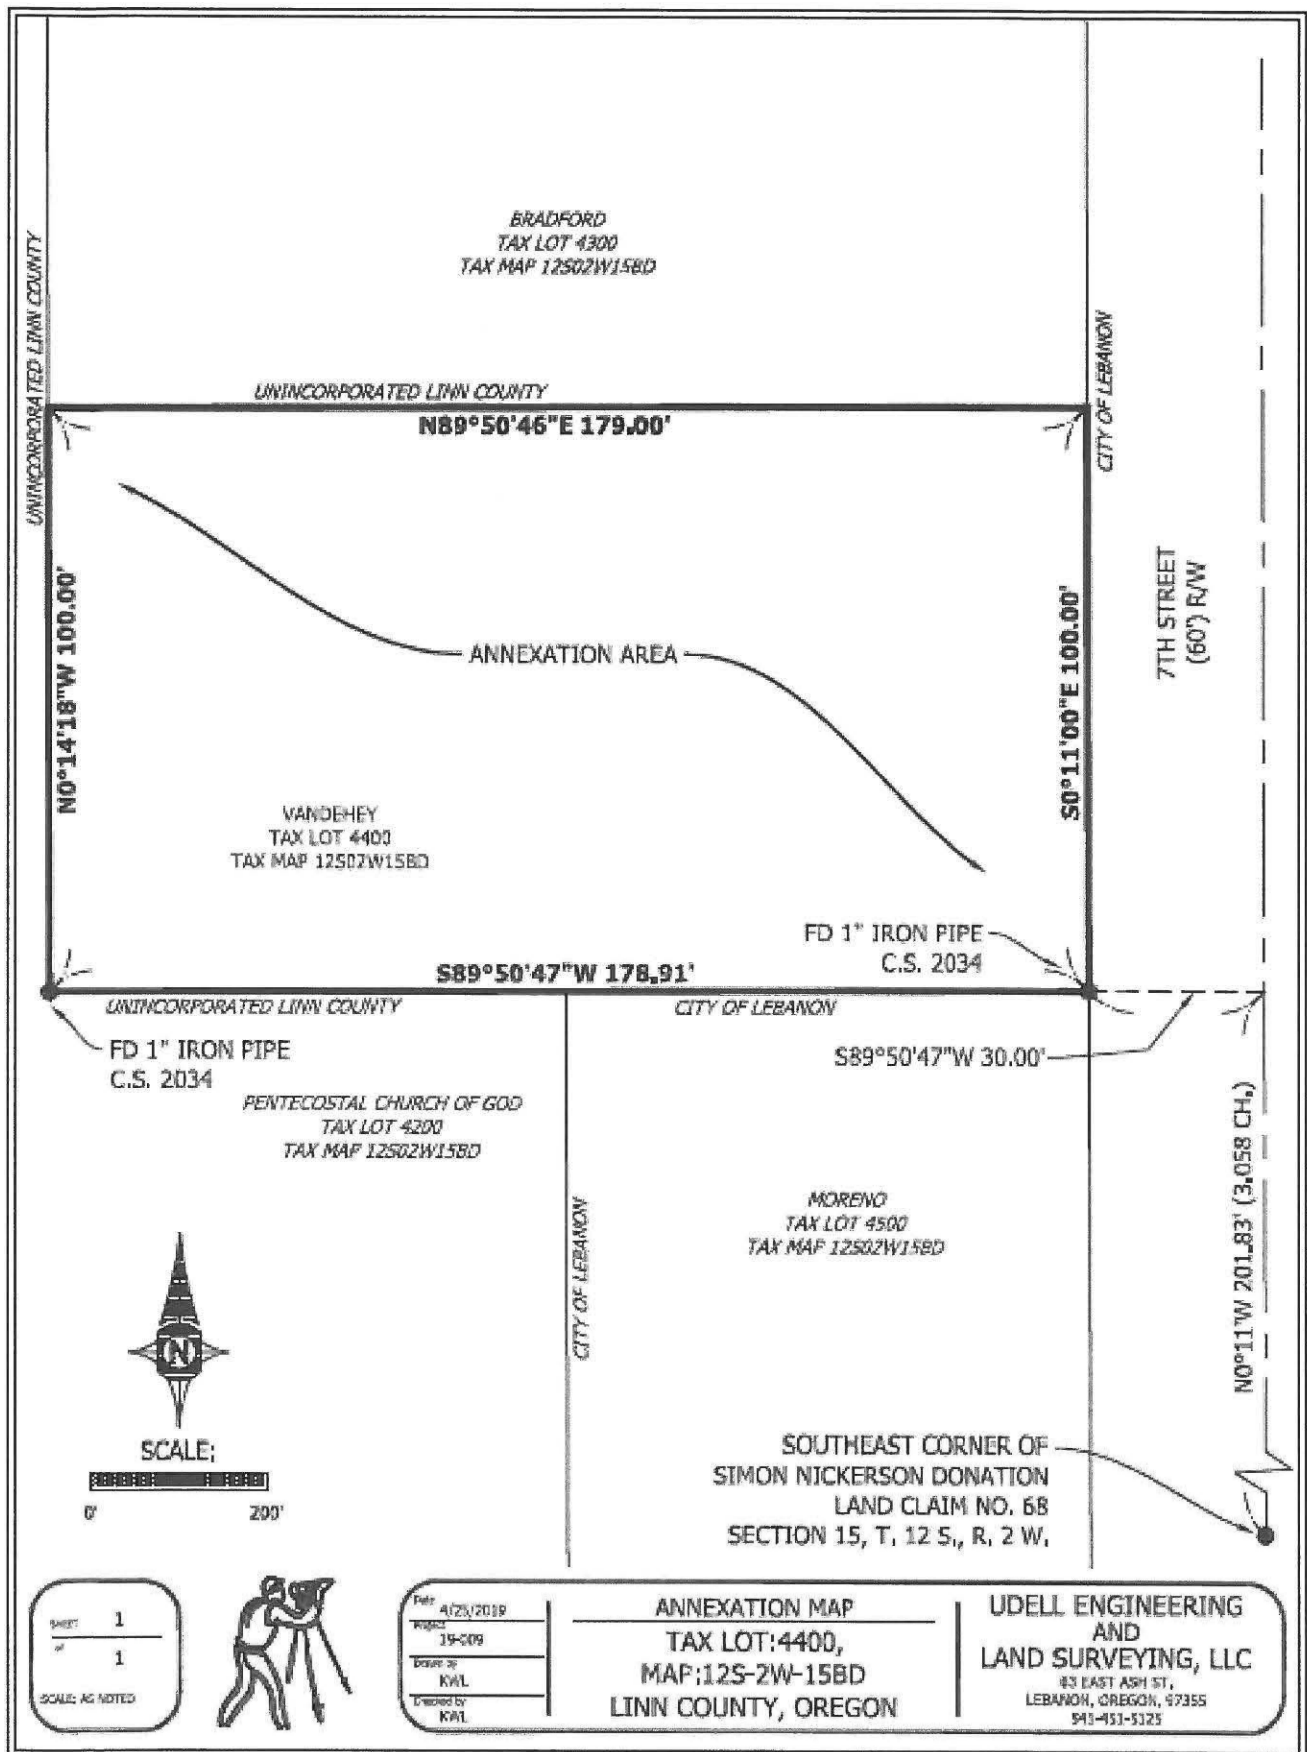 BRADFORD
TAX LOT 4300
TAX MAP 12S02W15BD
UNINCORPORATED LINN COUNTY
CITY OF LEBANON
UNINCORPORATED LINN COUNTY
N89°50'46"E 179.00'
N0°14'18"W 100.00'
ANNEXATION AREA
S0°11'00"E 100.00'
7TH STREET
(60') R/W
VANDEHEY
TAX LOT 4400
TAX MAP 12S02W15BD
FD 1" IRON PIPE
C.S. 2034
S89°50'47"W 178.91'
UNINCORPORATED LINN COUNTY
CITY OF LEBANON
FD 1" IRON PIPE
C.S. 2034
S89°50'47"W 30.00'
PENTECOSTAL CHURCH OF GOD
TAX LOT 4200
TAX MAP 12S02W15BD
CITY OF LEBANON
MORENO
TAX LOT 4500
TAX MAP 12S02W15BD
N0°11'W 201.83' (3.058 CH.)
N
SCALE:
0' 200'
SOUTHEAST CORNER OF
SIMON NICKERSON DONATION
LAND CLAIM NO. 68
SECTION 15, T. 12 S., R. 2 W.
SHEET 1
OF 1
SCALE: AS NOTED
Date 4/25/2019
Project 19-009
Drawn by KWL
Checked by KWL
ANNEXATION MAP
TAX LOT:4400,
MAP:12S-2W-15BD
LINN COUNTY, OREGON
UDELL ENGINEERING
AND
LAND SURVEYING, LLC
63 EAST ASH ST.
LEBANON, OREGON, 97355
541-451-5125